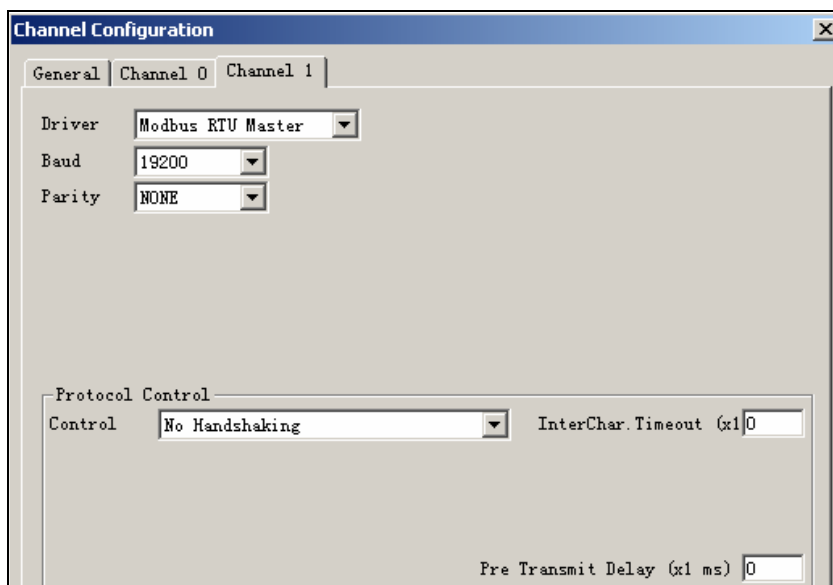 Channel Configuration
General Channel 0 Channel 1
Driver Modbus RTU Master
Baud 19200
Parity NONE
Protocol Control
Control No Handshaking InterChar.Timeout (x1 0
Pre Transmit Delay (x1 ms) 0